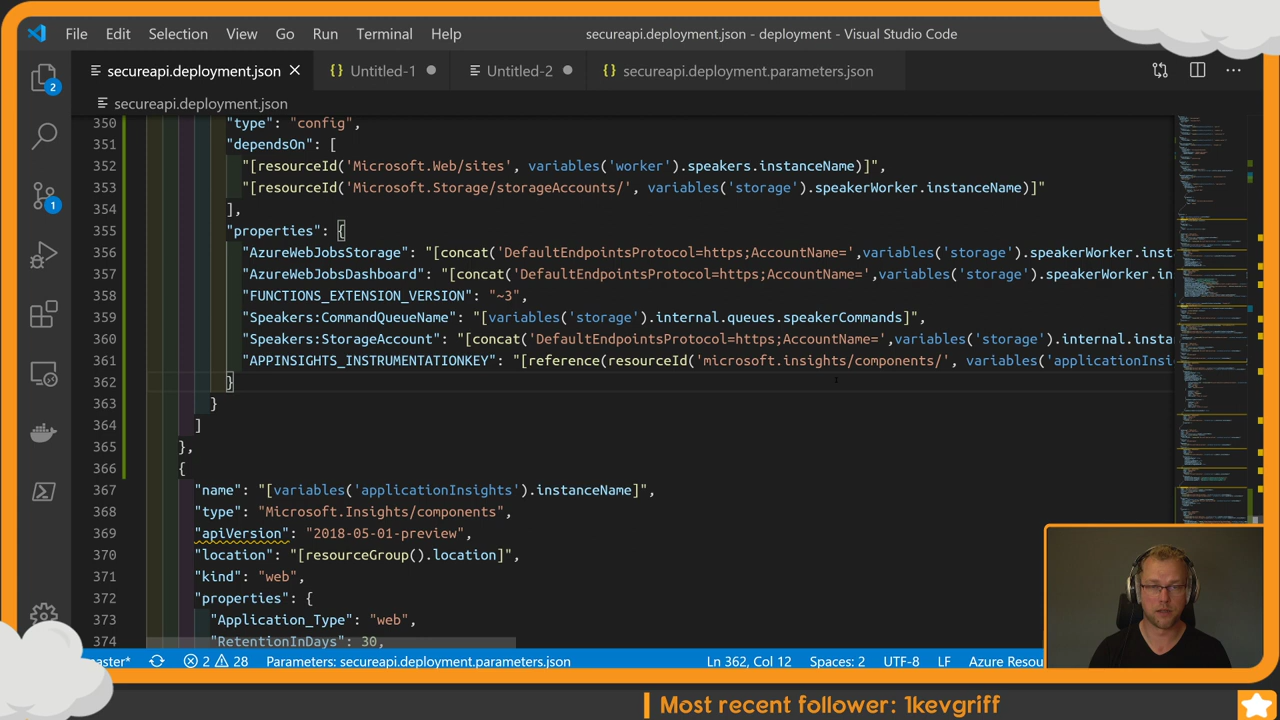 File Edit Selection View Go Run Terminal Help secureapi.deployment.json - deployment - Visual Studio Code
secureapi.deployment.json Untitled-1 Untitled-2 secureapi.deployment.parameters.json
secureapi.deployment.json
350 "type": "config",
351 "dependsOn": [
352 "[resourceId('Microsoft.Web/sites', variables('worker').speaker.instanceName)]",
353 "[resourceId('Microsoft.Storage/storageAccounts/', variables('storage').speakerWorker.instanceName)]"
354 ],
355 "properties": {
356 "AzureWebJobsStorage": "[concat('DefaultEndpointsProtocol=https;AccountName=',variables('storage').speakerWorker.inst
357 "AzureWebJobsDashboard": "[concat('DefaultEndpointsProtocol=https;AccountName=',variables('storage').speakerWorker.in
358 "FUNCTIONS_EXTENSION_VERSION": "~3",
359 "Speakers:CommandQueueName": "[variables('storage').internal.queues.speakerCommands]",
360 "Speakers:StorageAccount": "[concat('DefaultEndpointsProtocol=https;AccountName=',variables('storage').internal.insta
361 "APPINSIGHTS_INSTRUMENTATIONKEY": "[reference(resourceId('microsoft.insights/components/', variables('applicationInsi
362 }
363 }
364 ]
365 },
366 {
367 "name": "[variables('applicationInsights').instanceName]",
368 "type": "Microsoft.Insights/components",
369 "apiVersion": "2018-05-01-preview",
370 "location": "[resourceGroup().location]",
371 "kind": "web",
372 "properties": {
373 "Application_Type": "web",
374 "RetentionInDays": 30,
2
1
2 28 Parameters: secureapi.deployment.parameters.json Ln 362, Col 12 Spaces: 2 UTF-8 LF Azure Resou
Most recent follower: 1kevgriff